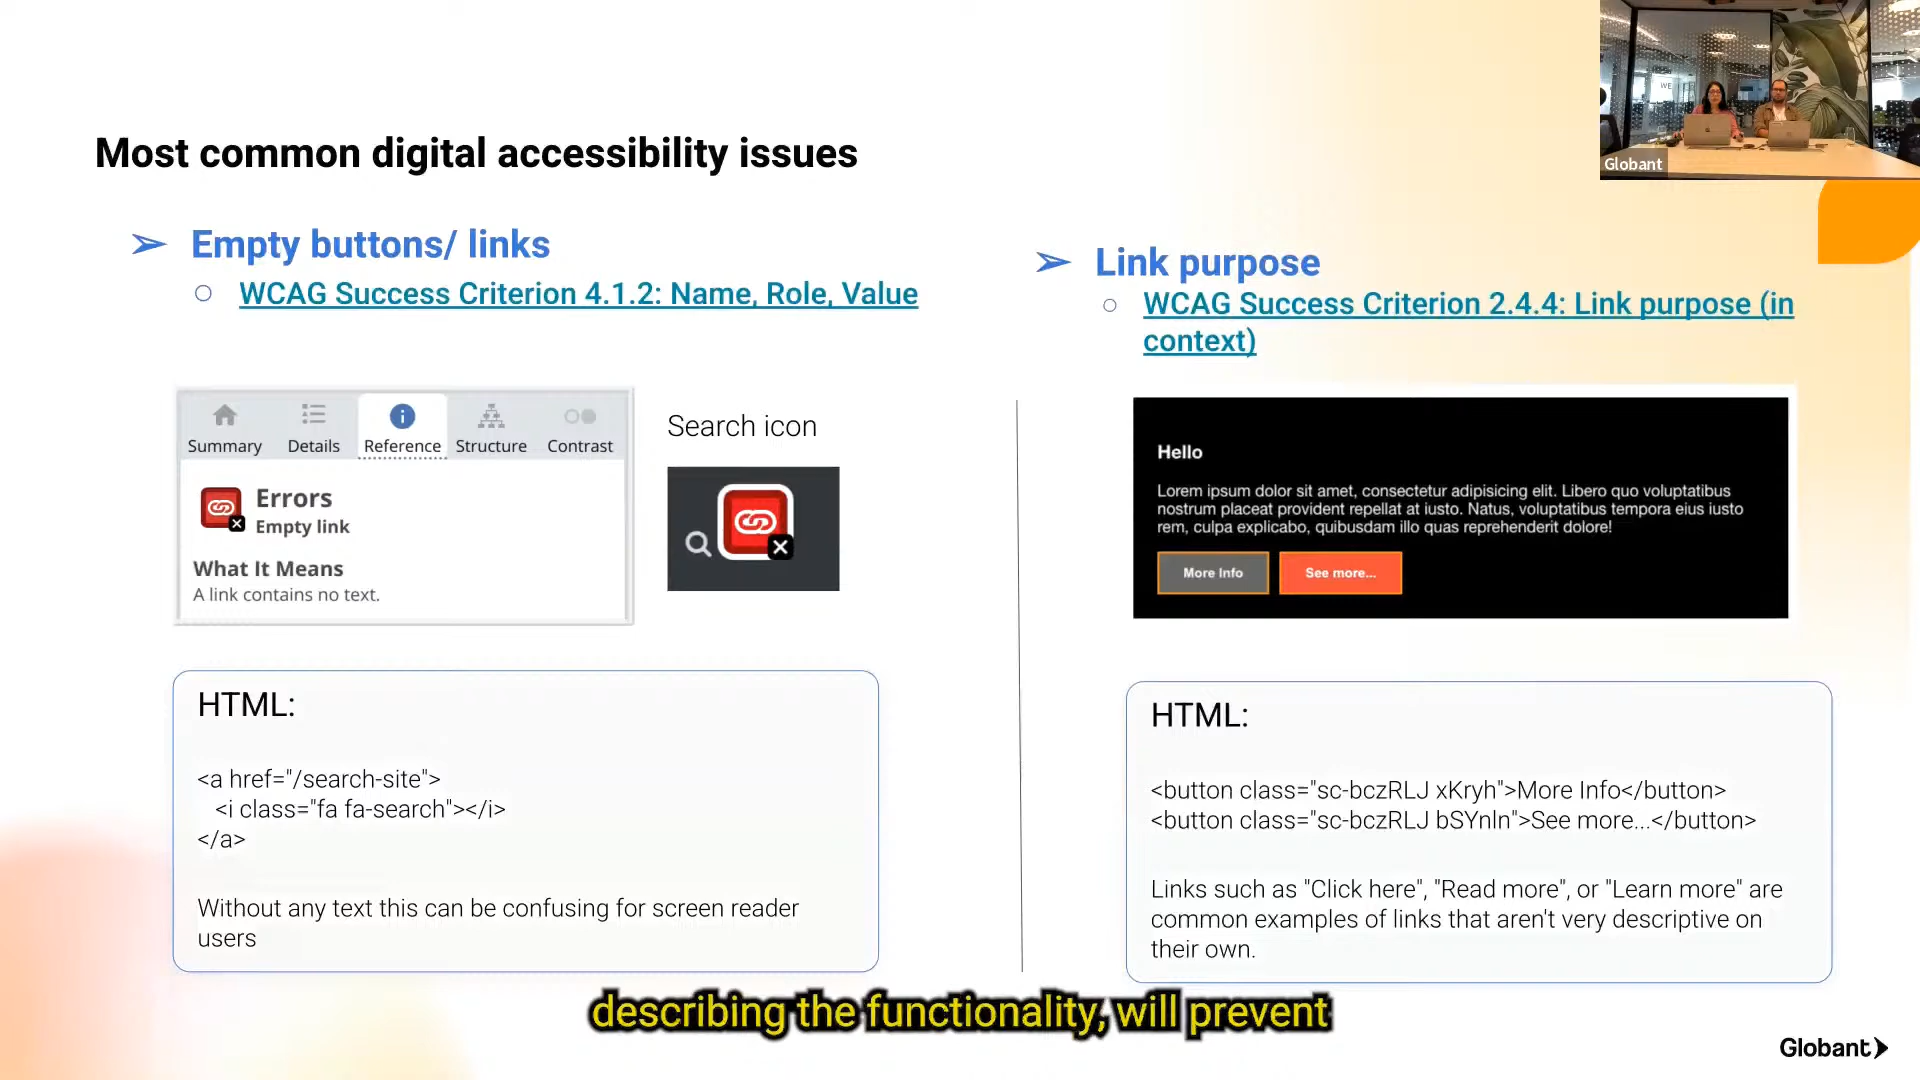 Most common digital accessibility issues
WE
Globant
➢ Empty buttons/ links
○ WCAG Success Criterion 4.1.2: Name, Role, Value
Summary Details Reference Structure Contrast
Errors
Empty link
What It Means
A link contains no text.
Search icon
HTML:
<a href="/search-site">
<i class="fa fa-search"></i>
</a>
Without any text this can be confusing for screen reader
users
➢ Link purpose
○ WCAG Success Criterion 2.4.4: Link purpose (in
context)
Hello
Lorem ipsum dolor sit amet, consectetur adipisicing elit. Libero quo voluptatibus
nostrum placeat provident repellat at iusto. Natus, voluptatibus tempora eius iusto
rem, culpa explicabo, quibusdam illo quas reprehenderit dolore!
More Info See more...
HTML:
<button class="sc-bczRLJ xKryh">More Info</button>
<button class="sc-bczRLJ bSYnln">See more...</button>
Links such as "Click here", "Read more", or "Learn more" are
common examples of links that aren't very descriptive on
their own.
describing the functionality, will prevent
Globant